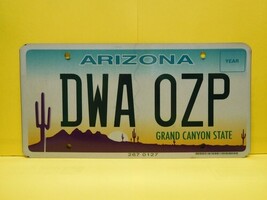 ARIZONA
YEAR
DWA OZP
GRAND CANYON STATE